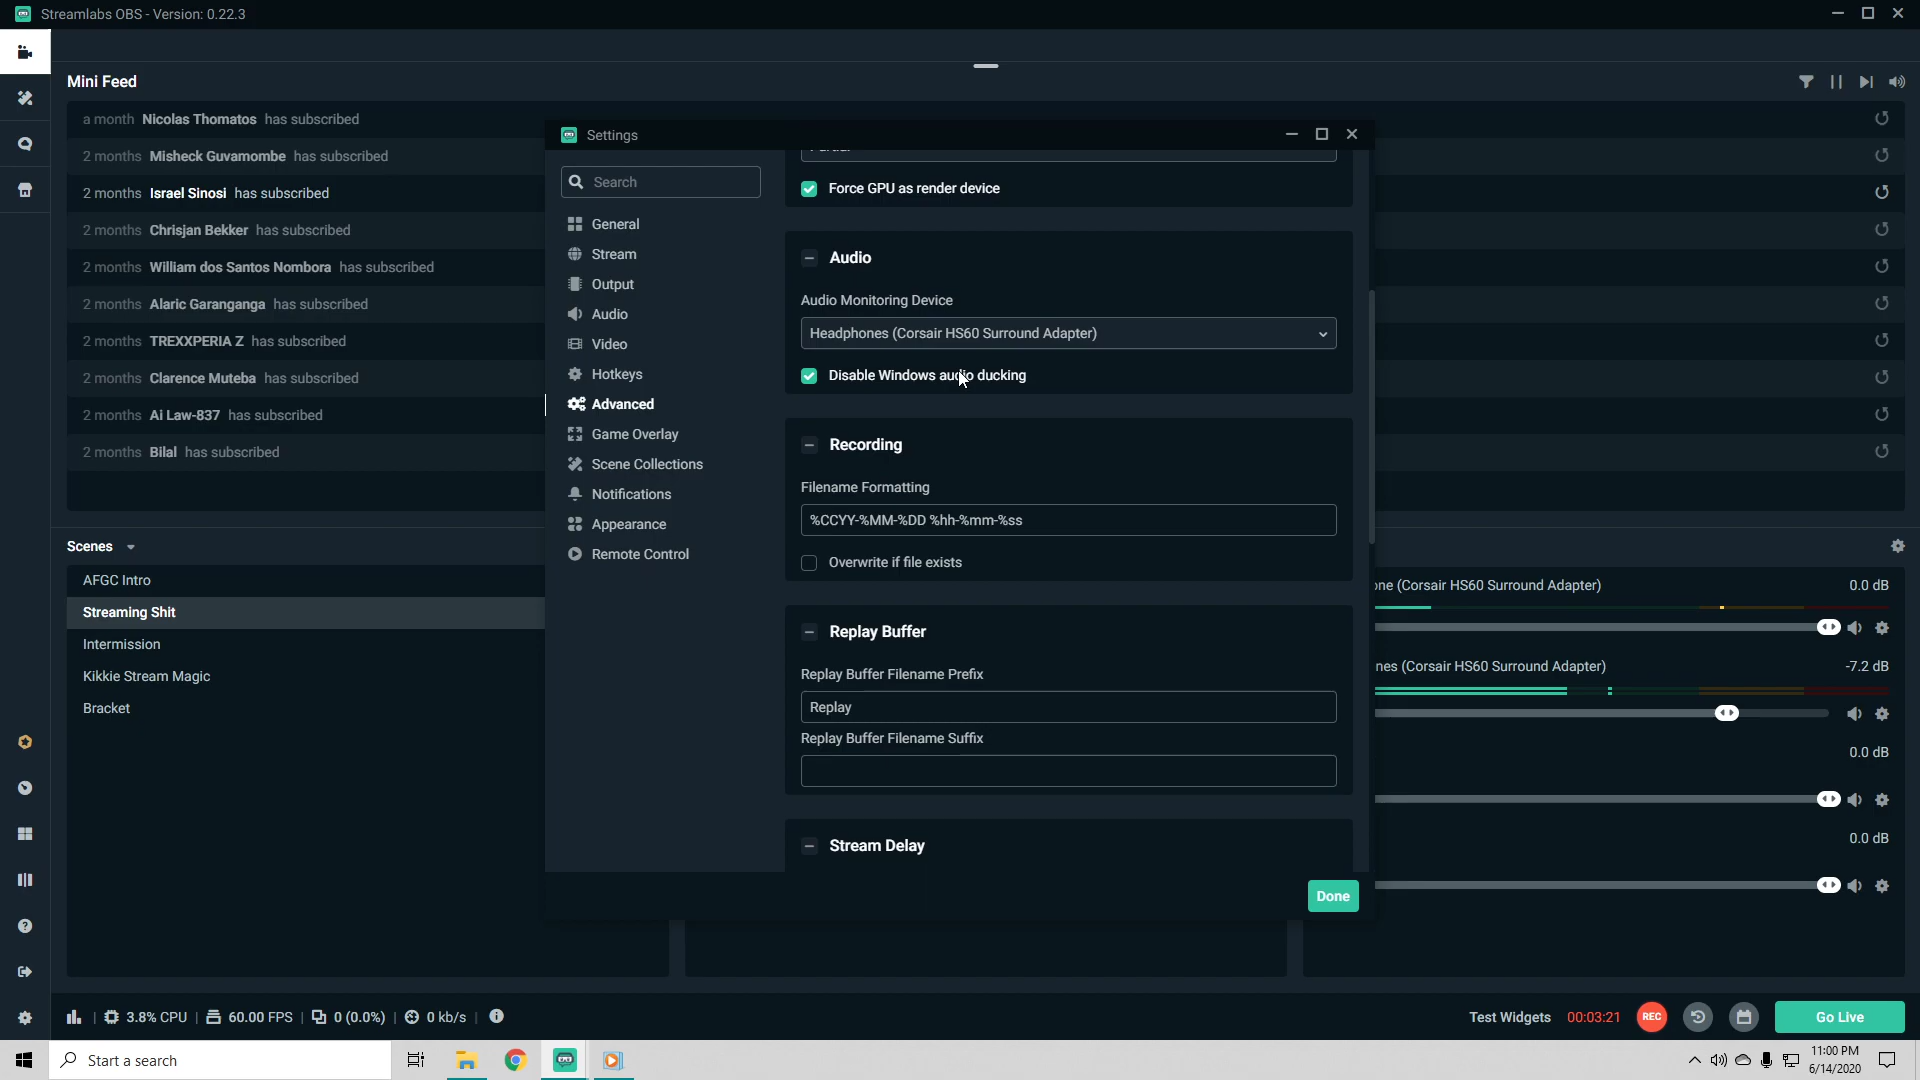 Streamlabs OBS - Version: 0.22.3
Mini Feed
a month Nicolas Thomatos has subscribed
2 months Misheck Guvamombe has subscribed
2 months Israel Sinosi has subscribed
2 months Chrisjan Bekker has subscribed
2 months William dos Santos Nombora has subscribed
2 months Alaric Garanganga has subscribed
2 months TREXXPERIA Z has subscribed
2 months Clarence Muteba has subscribed
2 months Ai Law-837 has subscribed
2 months Bilal has subscribed
Scenes
AFGC Intro
Streaming Shit
Intermission
Kikkie Stream Magic
Bracket
Settings
Search
General
Stream
Output
Audio
Video
Hotkeys
Advanced
Game Overlay
Scene Collections
Notifications
Appearance
Remote Control
Force GPU as render device
Audio
Audio Monitoring Device
Headphones (Corsair HS60 Surround Adapter)
Disable Windows audio ducking
Recording
Filename Formatting
%CCYY-%MM-%DD %hh-%mm-%ss
Overwrite if file exists
Replay Buffer
Replay Buffer Filename Prefix
Replay
Replay Buffer Filename Suffix
Stream Delay
Done
one (Corsair HS60 Surround Adapter) 0.0 dB
nes (Corsair HS60 Surround Adapter) -7.2 dB
0.0 dB
0.0 dB
3.8% CPU 60.00 FPS 0 (0.0%) 0 kb/s
Test Widgets 00:03:21 REC Go Live
Start a search
11:00 PM
6/14/2020